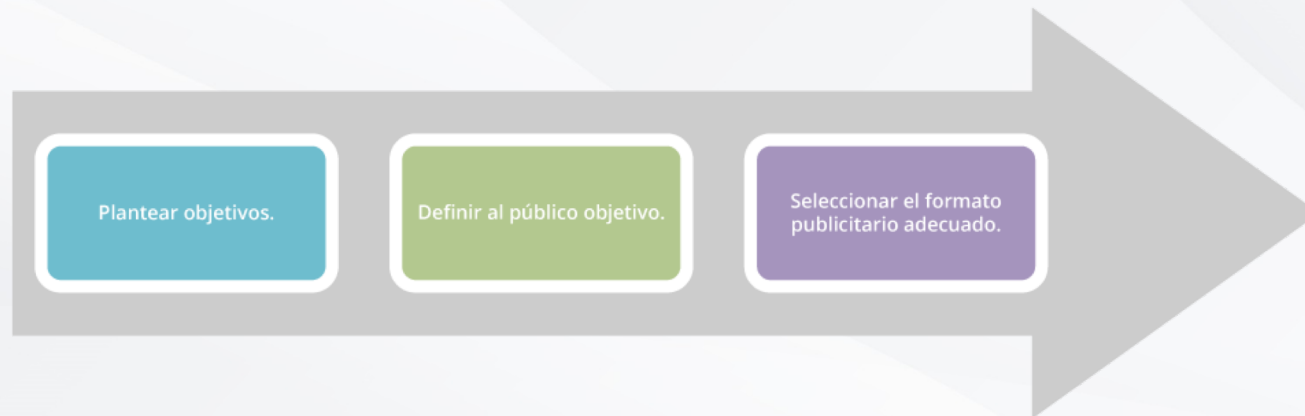 Plantear objetivos.
Definir al público objetivo.
Seleccionar el formato
publicitario adecuado.